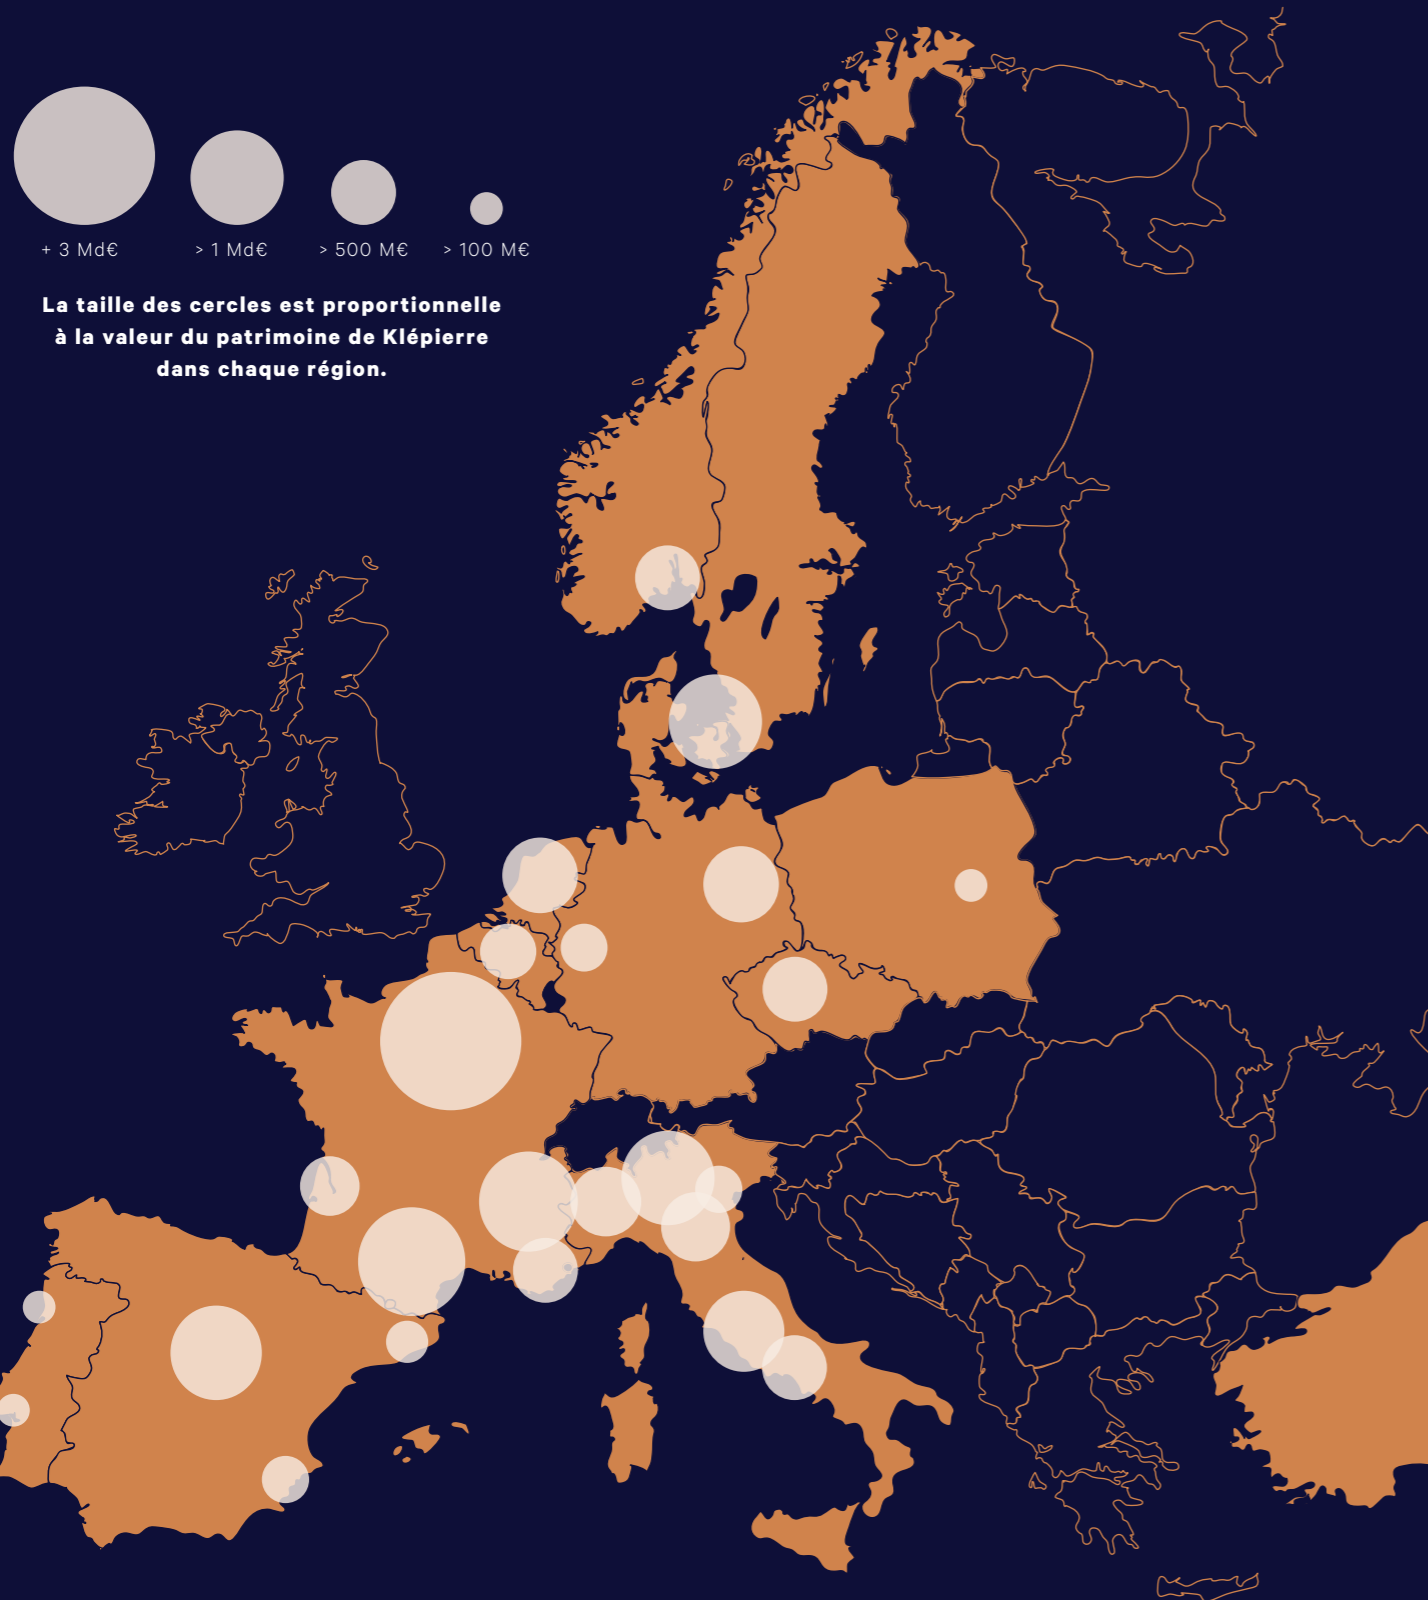 + 3 Md€ > 1 Md€ > 500 M€ > 100 M€
La taille des cercles est proportionnelle
à la valeur du patrimoine de Klépierre
dans chaque région.